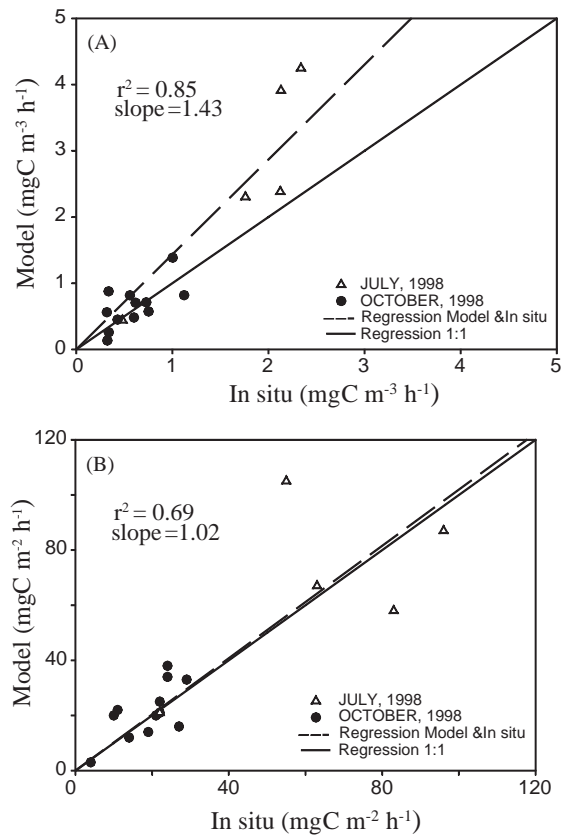 (A)
r² = 0.85
slope=1.43
Model (mgC m⁻³ h⁻¹)
5
4
3
2
1
0
JULY, 1998
OCTOBER, 1998
Regression Model &In situ
Regression 1:1
0 1 2 3 4 5
In situ (mgC m⁻³ h⁻¹)
(B)
r² = 0.69
slope=1.02
Model (mgC m⁻² h⁻¹)
120
80
40
0
JULY, 1998
OCTOBER, 1998
Regression Model &In situ
Regression 1:1
0 40 80 120
In situ (mgC m⁻² h⁻¹)